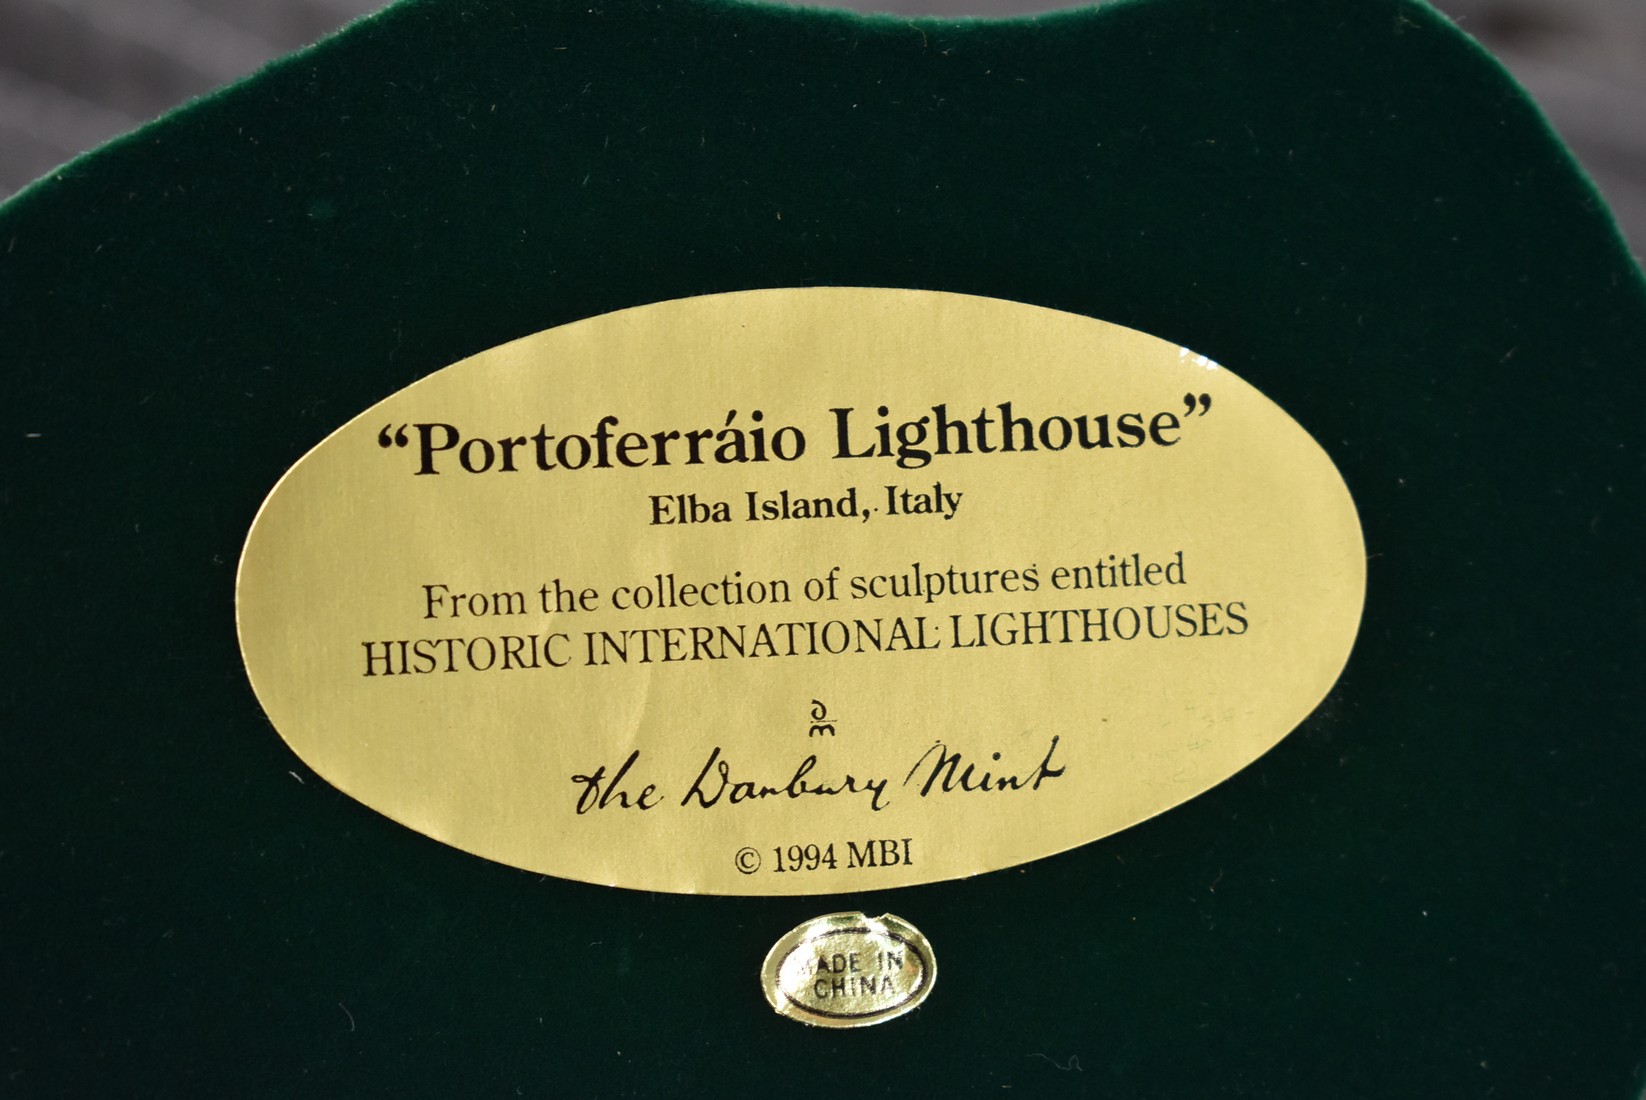 “Portoferráio Lighthouse”
Elba Island, Italy
From the collection of sculptures entitled
HISTORIC INTERNATIONAL LIGHTHOUSES
dm
the Danbury Mint
© 1994 MBI
MADE IN
CHINA